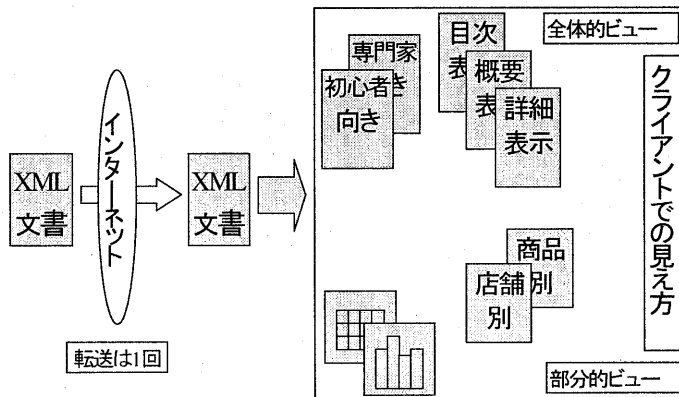 XML
文書
インターネット
XML
文書
転送は1回
専門家
き
初心者
向き
目次
表
概要
表
詳細
表示
全体的ビュー
クライアントでの見え方
商品
別
店舗
別
部分的ビュー